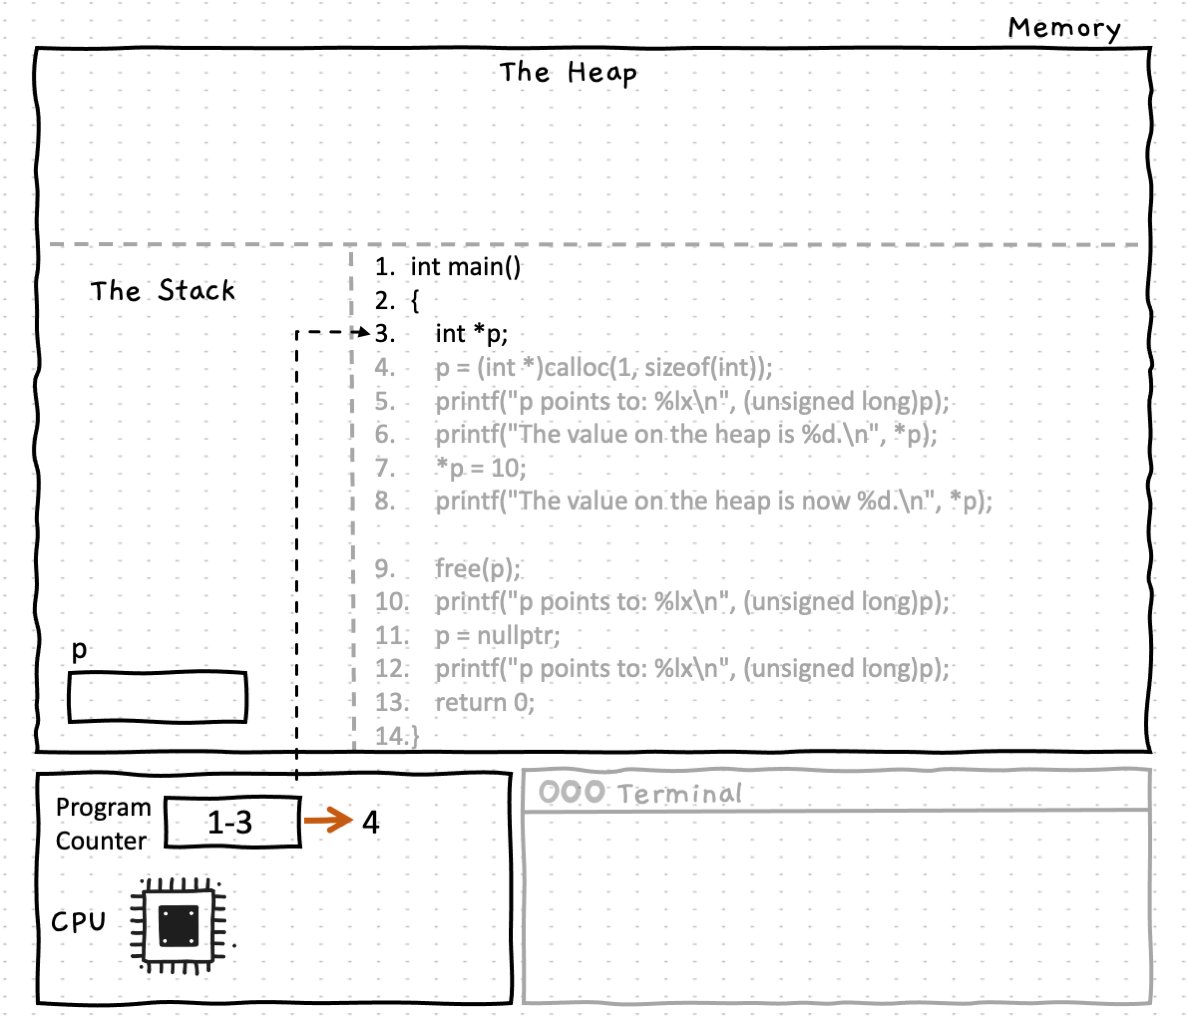 Memory
The Heap
The Stack
1. int main()
2. {
3. int *p;
4. p = (int *)calloc(1, sizeof(int));
5. printf("p points to: %lx\n", (unsigned long)p);
6. printf("The value on the heap is %d.\n", *p);
7. *p = 10;
8. printf("The value on the heap is now %d.\n", *p);
9. free(p);
10. printf("p points to: %lx\n", (unsigned long)p);
11. p = nullptr;
12. printf("p points to: %lx\n", (unsigned long)p);
13. return 0;
14.}
p
Program
Counter
1-3
4
CPU
Terminal